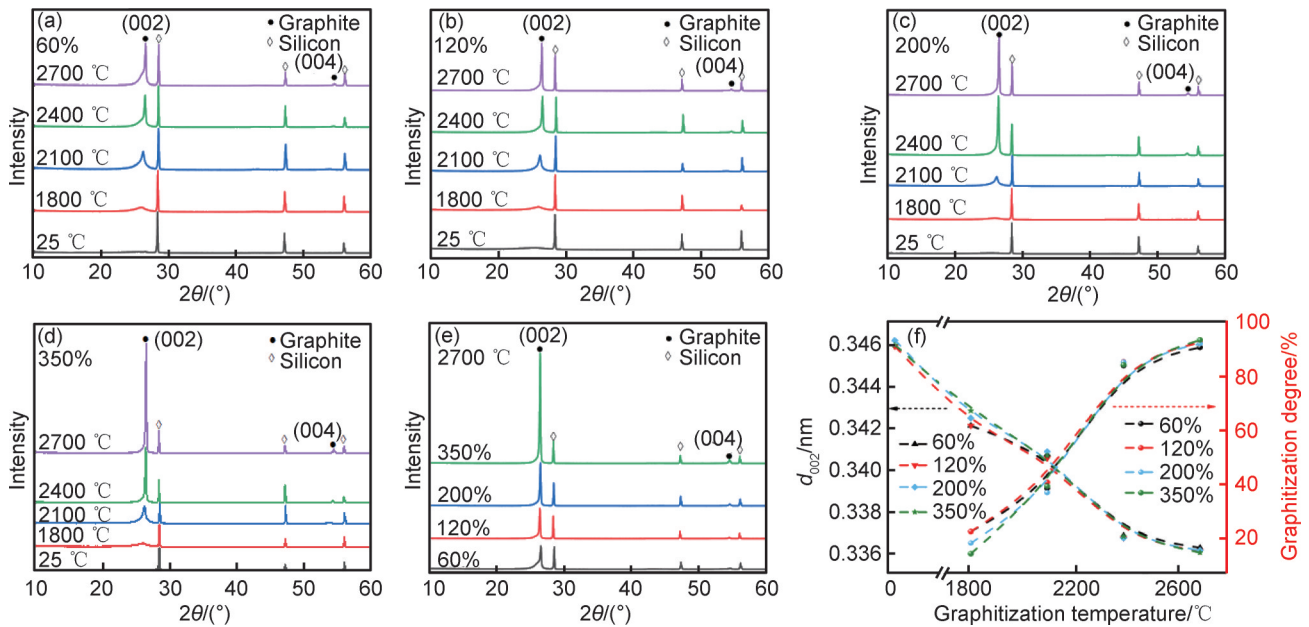 (a)
(002)
● Graphite
◇ Silicon
60%
(004)
2700 ℃
2400 ℃
2100 ℃
1800 ℃
25 ℃
Intensity
10 20 30 40 50 60
2θ/(°)
(b)
(002)
● Graphite
◇ Silicon
120%
(004)
2700 ℃
2400 ℃
2100 ℃
1800 ℃
25 ℃
Intensity
10 20 30 40 50 60
2θ/(°)
(c)
(002)
● Graphite
◇ Silicon
200%
(004)
2700 ℃
2400 ℃
2100 ℃
1800 ℃
25 ℃
Intensity
10 20 30 40 50 60
2θ/(°)
(d)
(002)
● Graphite
◇ Silicon
350%
(004)
2700 ℃
2400 ℃
2100 ℃
1800 ℃
25 ℃
Intensity
10 20 30 40 50 60
2θ/(°)
(e)
(002)
● Graphite
◇ Silicon
2700 ℃
(004)
350%
200%
120%
60%
Intensity
10 20 30 40 50 60
2θ/(°)
(f)
0.346
0.344
0.342
0.340
0.338
0.336
d002/nm
60%
120%
200%
350%
60%
120%
200%
350%
100
80
60
40
20
Graphitization degree/%
0 1800 2200 2600
Graphitization temperature/℃